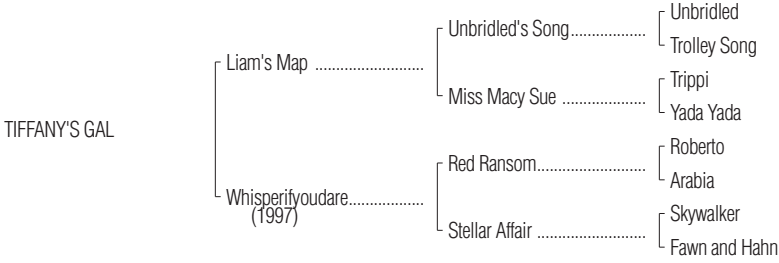 Unbridled
Unbridled's Song..................
Trolley Song
Liam's Map ..........................
Trippi
Miss Macy Sue ....................
Yada Yada
TIFFANY'S GAL
Roberto
Red Ransom..........................
Arabia
Whisperifyoudare..................
(1997)
Skywalker
Stellar Affair ..........................
Fawn and Hahn